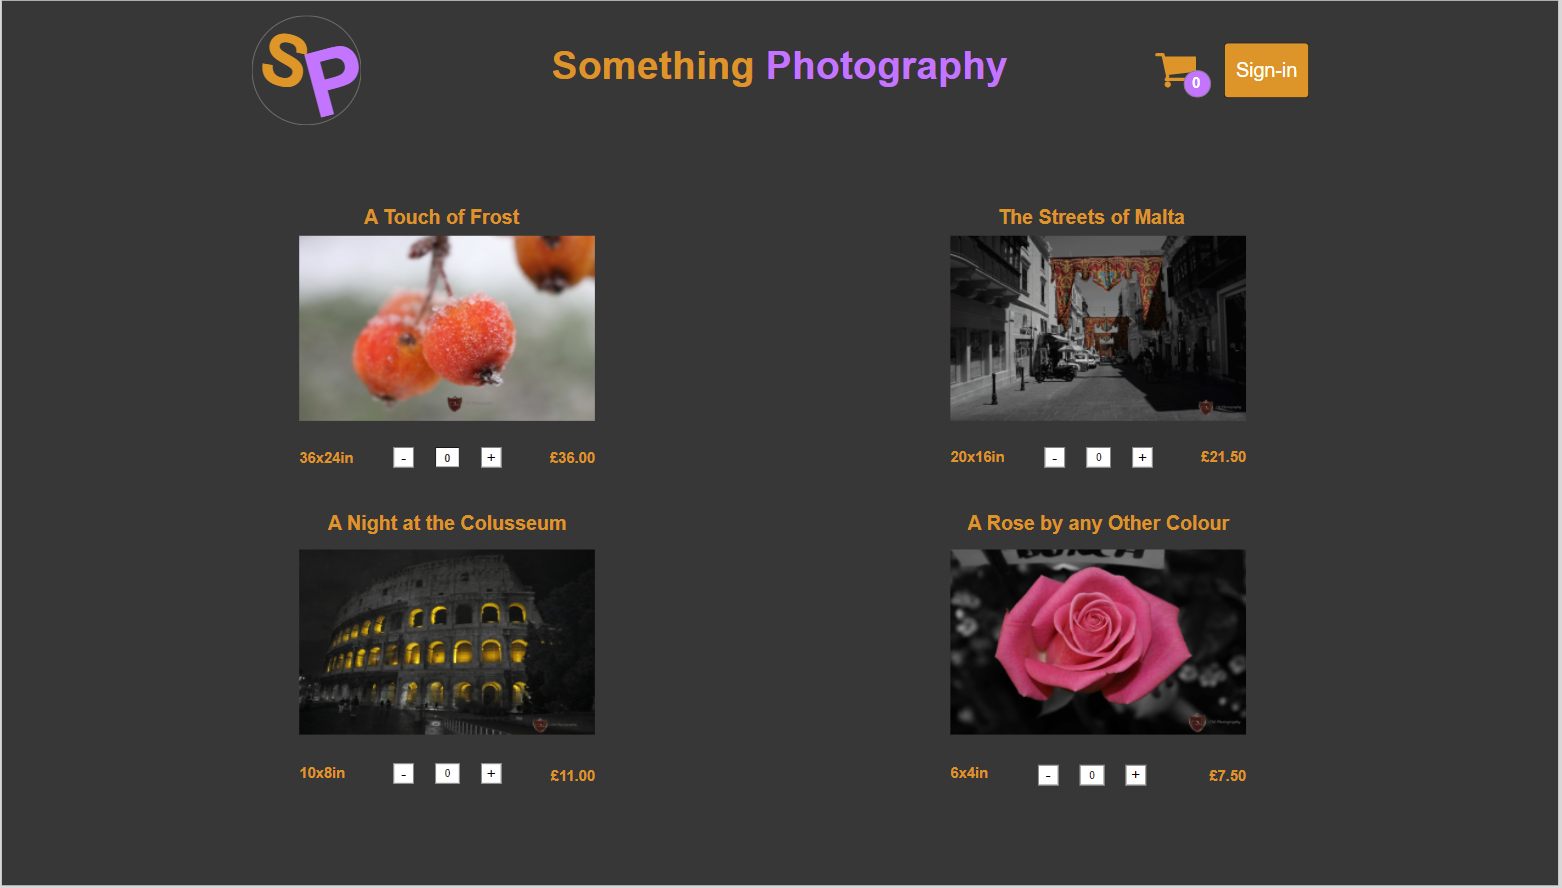 SP
Something Photography
0
Sign-in
A Touch of Frost
The Streets of Malta
36x24in - 0 + £36.00
20x16in - 0 + £21.50
A Night at the Colusseum
A Rose by any Other Colour
10x8in - 0 + £11.00
6x4in - 0 + £7.50